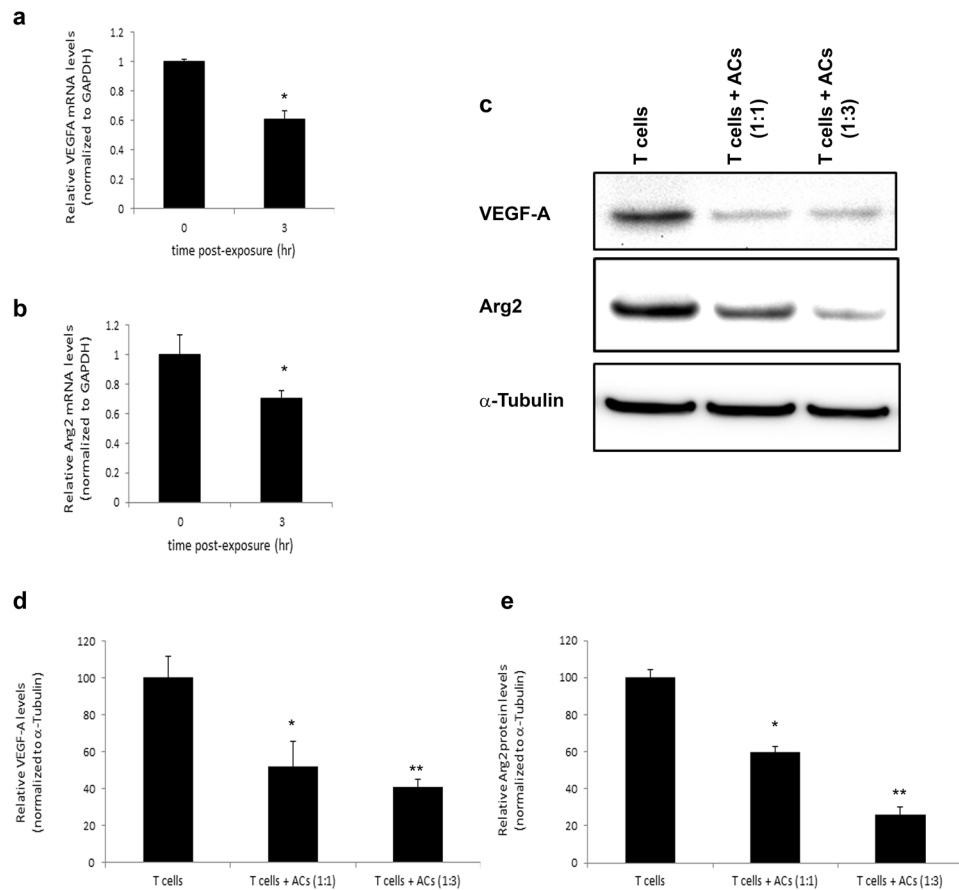 a
Relative VEGFA mRNA levels
(normalized to GAPDH)
1.2
1
0.8
0.6
0.4
0.2
0
*
0
3
time post-exposure (hr)
b
Relative Arg2 mRNA levels
(normalized to GAPDH)
1.2
1
0.8
0.6
0.4
0.2
0
*
0
3
time post-exposure (hr)
c
T cells
T cells + ACs
(1:1)
T cells + ACs
(1:3)
VEGF-A
Arg2
α-Tubulin
d
Relative VEGF-A levels
(normalized to α-Tubulin)
120
100
80
60
40
20
0
*
**
T cells
T cells + ACs (1:1)
T cells + ACs (1:3)
e
Relative Arg2 protein levels
(normalized to α-Tubulin)
120
100
80
60
40
20
0
*
**
T cells
T cells + ACs (1:1)
T cells + ACs (1:3)